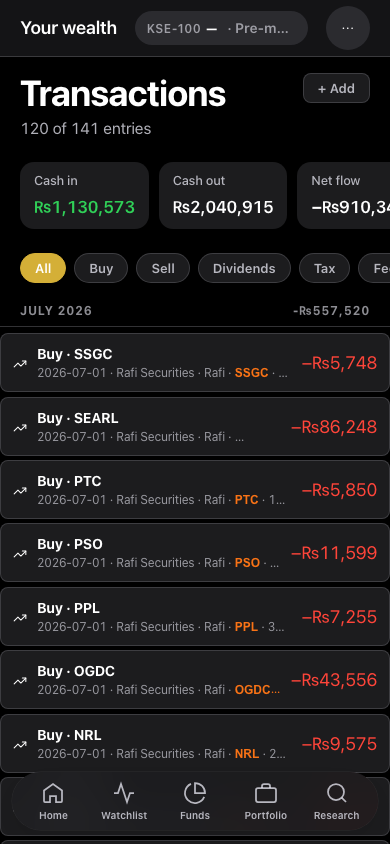 Your wealth
KSE-100 — · Pre-m...
...
Transactions
+ Add
120 of 141 entries
Cash in
Cash out
Net flow
₨1,130,573
₨2,040,915
−₨910,34
All
Buy
Sell
Dividends
Tax
Fe
JULY 2026
-₨557,520
Buy · SSGC
2026-07-01 · Rafi Securities · Rafi · SSGC · ...
−₨5,748
Buy · SEARL
2026-07-01 · Rafi Securities · Rafi · ...
−₨86,248
Buy · PTC
2026-07-01 · Rafi Securities · Rafi · PTC · 1...
−₨5,850
Buy · PSO
2026-07-01 · Rafi Securities · Rafi · PSO · ...
−₨11,599
Buy · PPL
2026-07-01 · Rafi Securities · Rafi · PPL · 3...
−₨7,255
Buy · OGDC
2026-07-01 · Rafi Securities · Rafi · OGDC...
−₨43,556
Buy · NRL
2026-07-01 · Rafi Securities · Rafi · NRL · 2...
−₨9,575
Home
Watchlist
Funds
Portfolio
Research